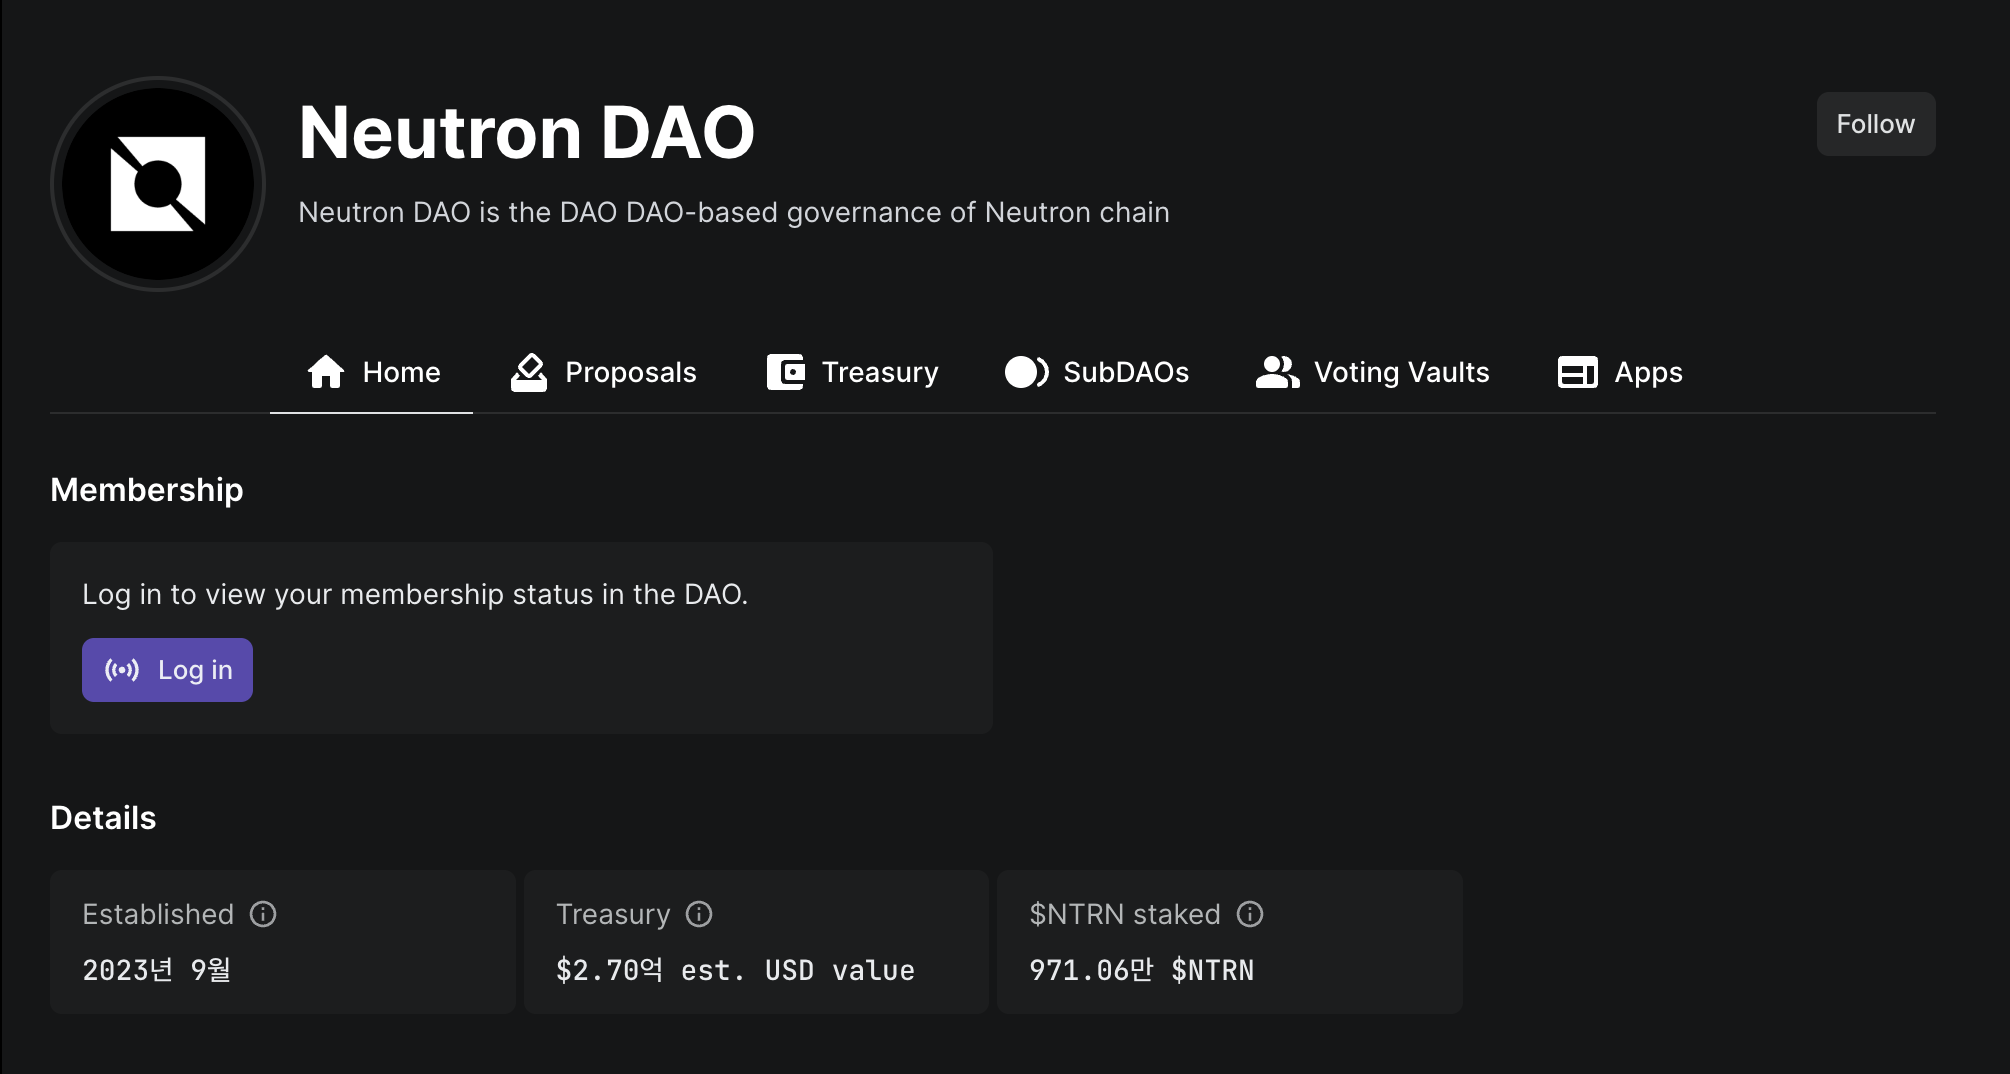 Neutron DAO
Follow
Neutron DAO is the DAO DAO-based governance of Neutron chain
Home Proposals Treasury SubDAOs Voting Vaults Apps
Membership
Log in to view your membership status in the DAO.
Log in
Details
Established
2023년 9월
Treasury
$2.70억 est. USD value
$NTRN staked
971.06만 $NTRN